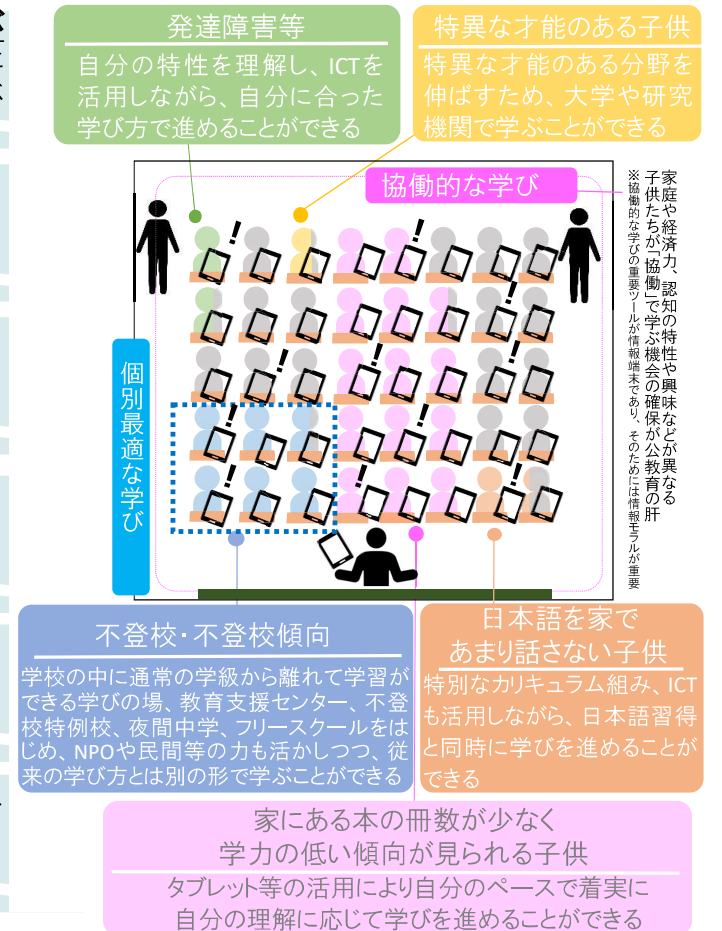 発達障害等
自分の特性を理解し、ICTを
活用しながら、自分に合った
学び方で進めることができる
特異な才能のある子供
特異な才能のある分野を
伸ばすため、大学や研究
機関で学ぶことができる
協働的な学び
家庭や経済力、認知の特性や興味などが異なる
子供たちが「協働」で学ぶ機会の確保が公教育の肝
※協働的な学びの重要ツールが情報端末であり、そのためには情報モラルが重要
個別最適な学び
不登校・不登校傾向
学校の中に通常の学級から離れて学習が
できる学びの場、教育支援センター、不登
校特例校、夜間中学、フリースクールをは
じめ、NPOや民間等の力も活かしつつ、従
来の学び方とは別の形で学ぶことができる
日本語を家で
あまり話さない子供
特別なカリキュラム組み、ICT
も活用しながら、日本語習得
と同時に学びを進めることが
できる
家にある本の冊数が少なく
学力の低い傾向が見られる子供
タブレット等の活用により自分のペースで着実に
自分の理解に応じて学びを進めることができる